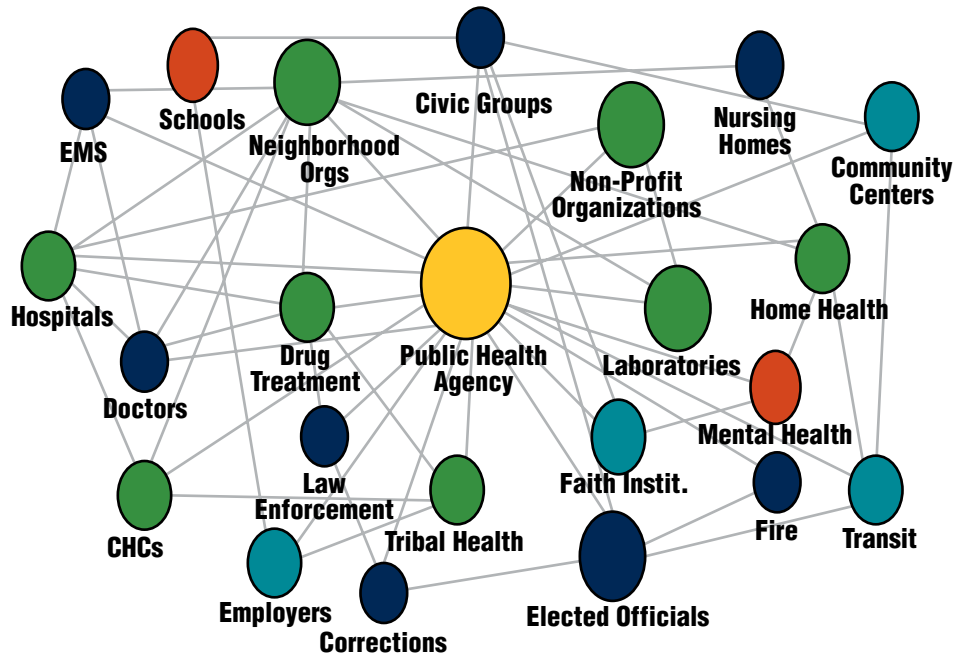 Civic Groups
Schools
Nursing
Homes
EMS
Neighborhood
Orgs
Community
Centers
Non-Profit
Organizations
Hospitals
Home Health
Drug
Treatment
Public Health
Agency
Laboratories
Doctors
Mental Health
Law
Enforcement
Faith Instit.
Fire
Transit
CHCs
Tribal Health
Employers
Elected Officials
Corrections